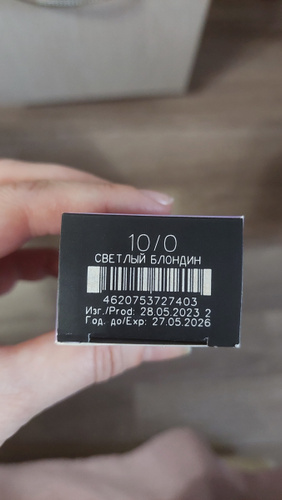 10/0
СВЕТЛЫЙ БЛОНДИН
4620753727403
Изг./Prod: 28.05.2023 2
Год. до/Exp: 27.05.2026